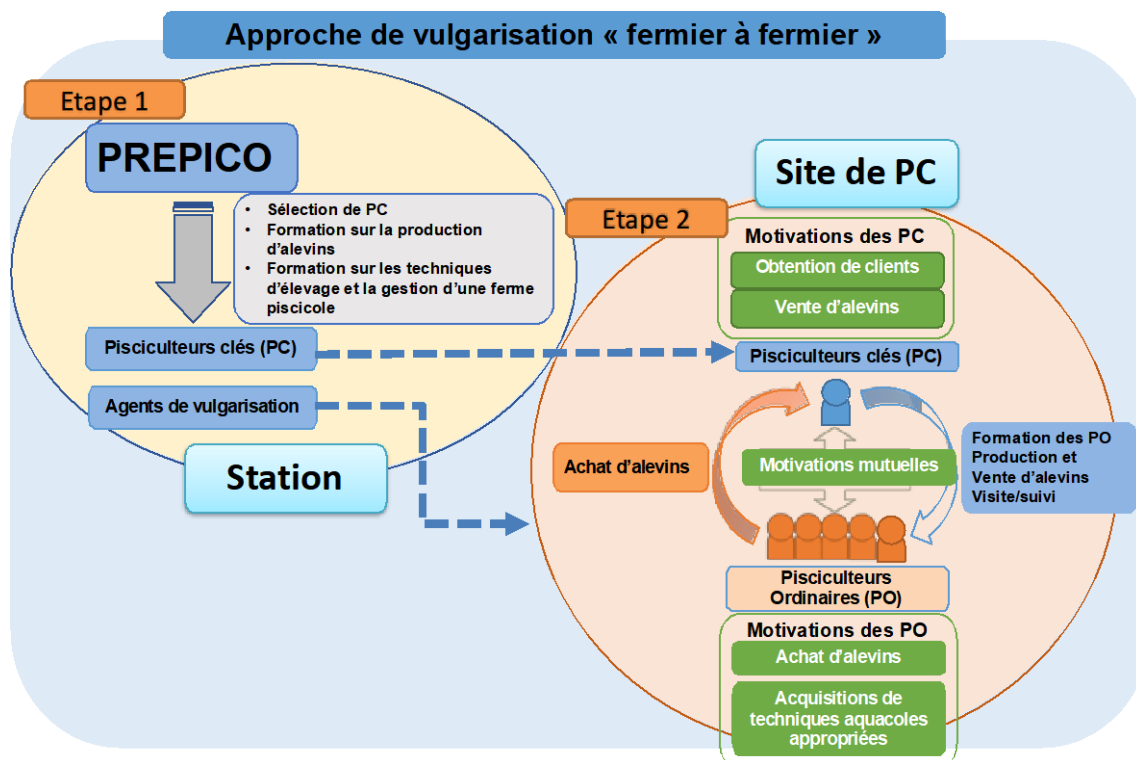 Approche de vulgarisation « fermier à fermier »
Etape 1
PREPICO
• Sélection de PC
• Formation sur la production
d’alevins
• Formation sur les techniques
d’élevage et la gestion d’une ferme
piscicole
Pisciculteurs clés (PC)
Agents de vulgarisation
Station
Site de PC
Etape 2
Motivations des PC
Obtention de clients
Vente d’alevins
Pisciculteurs clés (PC)
Achat d’alevins
Motivations mutuelles
Formation des PO
Production et
Vente d’alevins
Visite/suivi
Pisciculteurs
Ordinaires (PO)
Motivations des PO
Achat d’alevins
Acquisitions de
techniques aquacoles
appropriées